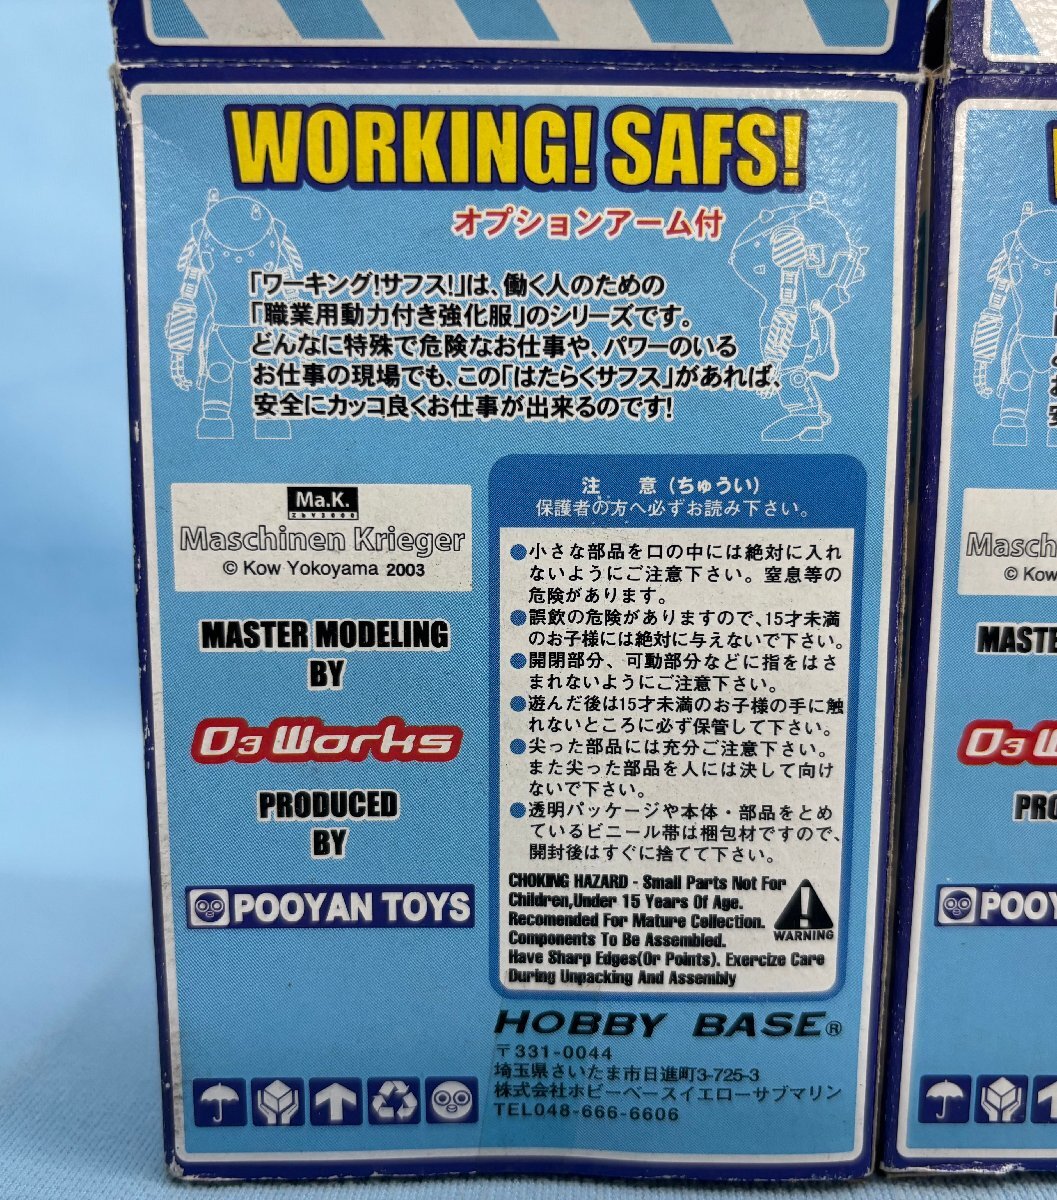 WORKING! SAFS!
オプションアーム付
「ワーキング!サフス!」は、働く人のための
「職業用動力付き強化服」のシリーズです。
どんなに特殊で危険なお仕事や、パワーのいる
お仕事の現場でも、この「はたらくサフス」があれば、
安全にカッコ良くお仕事が出来るのです!
Ma.K.
ZbV3000
Maschinen Krieger
© Kow Yokoyama 2003
MASTER MODELING
BY
O3 Works
PRODUCED
BY
POOYAN TOYS
注 意(ちゅうい)
保護者の方へ必ずお読み下さい。
●小さな部品を口の中には絶対に入れ
ないようにご注意下さい。窒息等の
危険があります。
●誤飲の危険がありますので、15才未満
のお子様には絶対に与えないで下さい。
●開閉部分、可動部分などに指をはさ
まれないようにご注意下さい。
●遊んだ後は15才未満のお子様の手に触
れないところに必ず保管して下さい。
●尖った部品には充分ご注意下さい。
また尖った部品を人には決して向け
ないで下さい。
●透明パッケージや本体・部品をとめ
ているビニール帯は梱包材ですので、
開封後はすぐに捨てて下さい。
CHOKING HAZARD - Small Parts Not For
Children,Under 15 Years Of Age.
Recomended For Mature Collection.
Components To Be Assembled.
Have Sharp Edges(Or Points). Exercize Care
During Unpacking And Assembly
WARNING
HOBBY BASE®
〒331-0044
埼玉県さいたま市日進町3-725-3
株式会社ホビーベースイエローサブマリン
TEL048-666-6606
Masch
© Kow
MASTE
O3 W
PRO
POOY